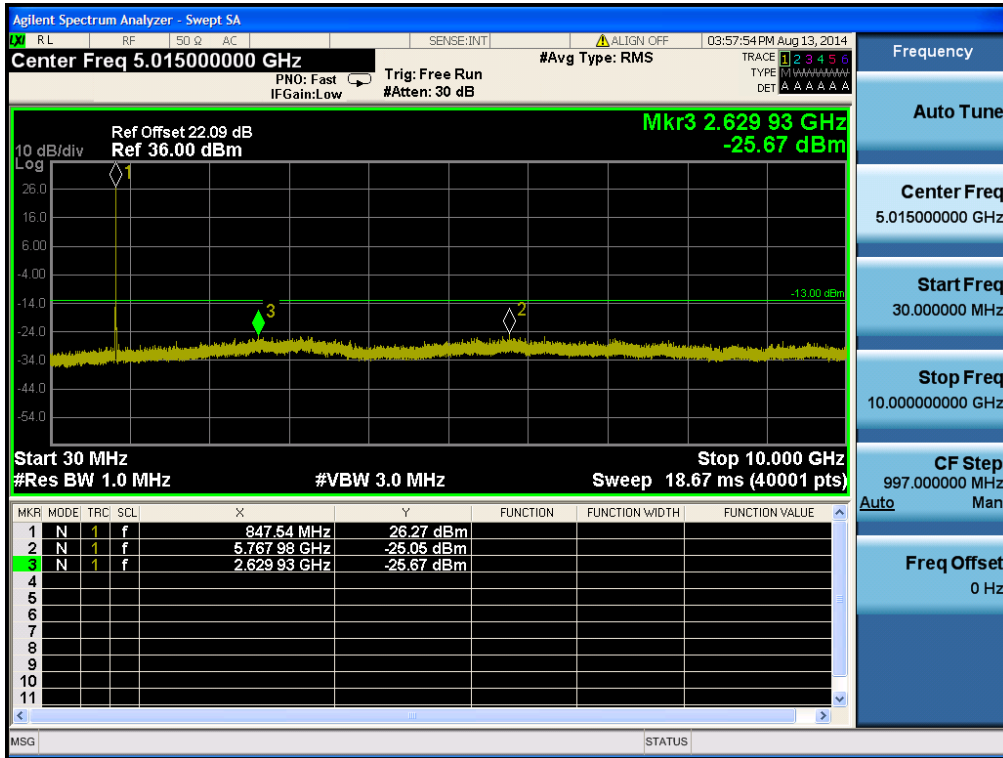 Agilent Spectrum Analyzer - Swept SA
LXI RL RF 50 Ω AC SENSE:INT ALIGN OFF 03:57:54 PM Aug 13, 2014
Center Freq 5.015000000 GHz #Avg Type: RMS TRACE 1 2 3 4 5 6
PNO: Fast Trig: Free Run TYPE M WWWWW
IFGain:Low #Atten: 30 dB DET A A A A A A
Ref Offset 22.09 dB Mkr3 2.629 93 GHz
10 dB/div Ref 36.00 dBm -25.67 dBm
Log
1
26.0
16.0
6.00
-4.00
-13.00 dBm
-14.0
3
2
-24.0
-34.0
-44.0
-54.0
Start 30 MHz Stop 10.000 GHz
#Res BW 1.0 MHz #VBW 3.0 MHz Sweep 18.67 ms (40001 pts)
MKR MODE TRC SCL X Y FUNCTION FUNCTION WIDTH FUNCTION VALUE
1 N 1 f 847.54 MHz 26.27 dBm
2 N 1 f 5.767 98 GHz -25.05 dBm
3 N 1 f 2.629 93 GHz -25.67 dBm
4
5
6
7
8
9
10
11
MSG STATUS
Frequency
Auto Tune
Center Freq
5.015000000 GHz
Start Freq
30.000000 MHz
Stop Freq
10.000000000 GHz
CF Step
997.000000 MHz
Auto Man
Freq Offset
0 Hz